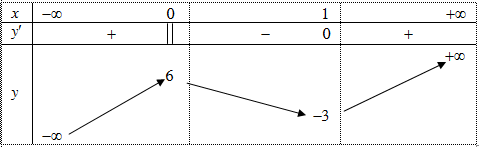 x −∞ 0 1 +∞
y′ + || − 0 +
+∞
6
y
−3
−∞